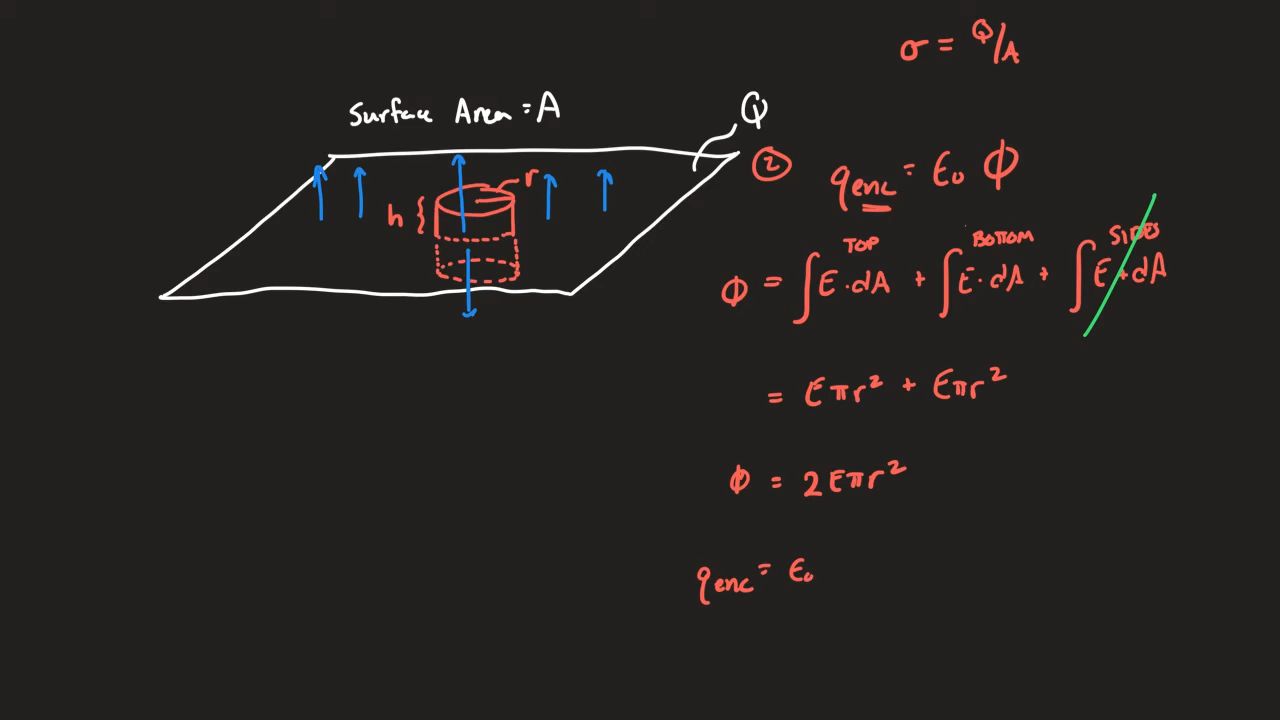 σ = Q/A
Surface Area = A
Q
② q_enc = ε₀ Φ
r
h {
TOP BOTTOM SIDES
Φ = ∫ E · dA + ∫ E · dA + ∫ E + dA
= Eπr² + Eπr²
Φ = 2Eπr²
q_enc = ε₀